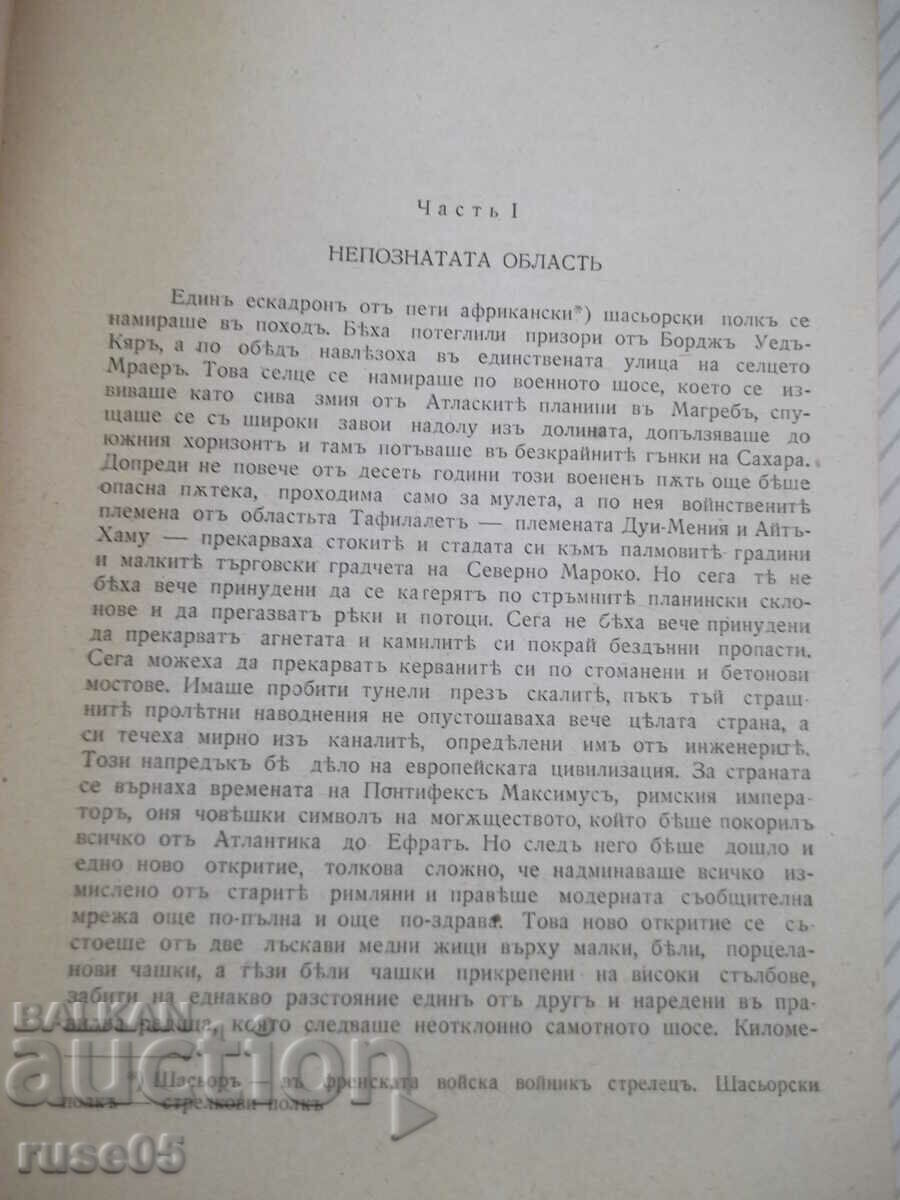 Часть I
НЕПОЗНАТАТА ОБЛАСТЬ
Единъ ескадронъ отъ пети африкански*) шасьорски полкъ се
намираше въ походъ. Бѣха потеглили призори отъ Борджъ Уедъ-
Кяръ, а по обѣдъ навлѣзоха въ единствената улица на селцето
Мраеръ. Това селце се намираше по военното шосе, което се из-
виваше като сива змия отъ Атласкитѣ планини въ Магребъ, спу-
щаше се съ широки завои надолу изъ долината, допълзяваше до
южния хоризонтъ и тамъ потъваше въ безкрайнитѣ гънки на Сахара.
Допреди не повече отъ десеть години този воененъ пѫть още бѣше
опасна пѫтека, проходима само за мулета, а по нея войнственитѣ
племена отъ областьта Тафилалетъ — племената Дуи-Мения и Айтъ-
Хаму — прекарваха стокитѣ и стадата си къмъ палмовитѣ градини
и малкитѣ търговски градчета на Северно Мароко. Но сега тѣ не
бѣха вече принудени да се катерятъ по стръмнитѣ планински скло-
нове и да прегазватъ рѣки и потоци. Сега не бѣха вече принудени
да прекарватъ агнетата и камилитѣ си покрай бездънни пропасти.
Сега можеха да прекарватъ керванитѣ си по стоманени и бетонови
мостове. Имаше пробити тунели презъ скалитѣ, пъкъ тъй страш-
нитѣ пролѣтни наводнения не опустошаваха вече цѣлата страна, а
си течеха мирно изъ каналитѣ, опредѣлени имъ отъ инженеритѣ.
Този напредъкъ бѣ дѣло на европейската цивилизация. За страната
се върнаха времената на Понтифексъ Максимусъ, римския импера-
торъ, оня човѣшки символъ на могѫществото, който бѣше покорилъ
всичко отъ Атлантика до Ефратъ. Но следъ него бѣше дошло и
едно ново откритие, толкова сложно, че надминаваше всичко из-
мислено отъ старитѣ римляни и правѣше модерната съобщителна
мрежа още по-пълна и още по-здрава. Това ново откритие се съ-
стоеше отъ две лъскави медни жици върху малки, бѣли, порцела-
нови чашки, а тѣзи бѣли чашки прикрепени на високи стълбове,
забити на еднакво разстояние единъ отъ другъ и наредени въ пра-
вилна редица, която следваше неотклонно самотното шосе. Километ-
*) Шасьоръ — въ френската войска войникъ стрелецъ. Шасьорски
полкъ — стрелкови полкъ
BALKAN
auction
ruse05